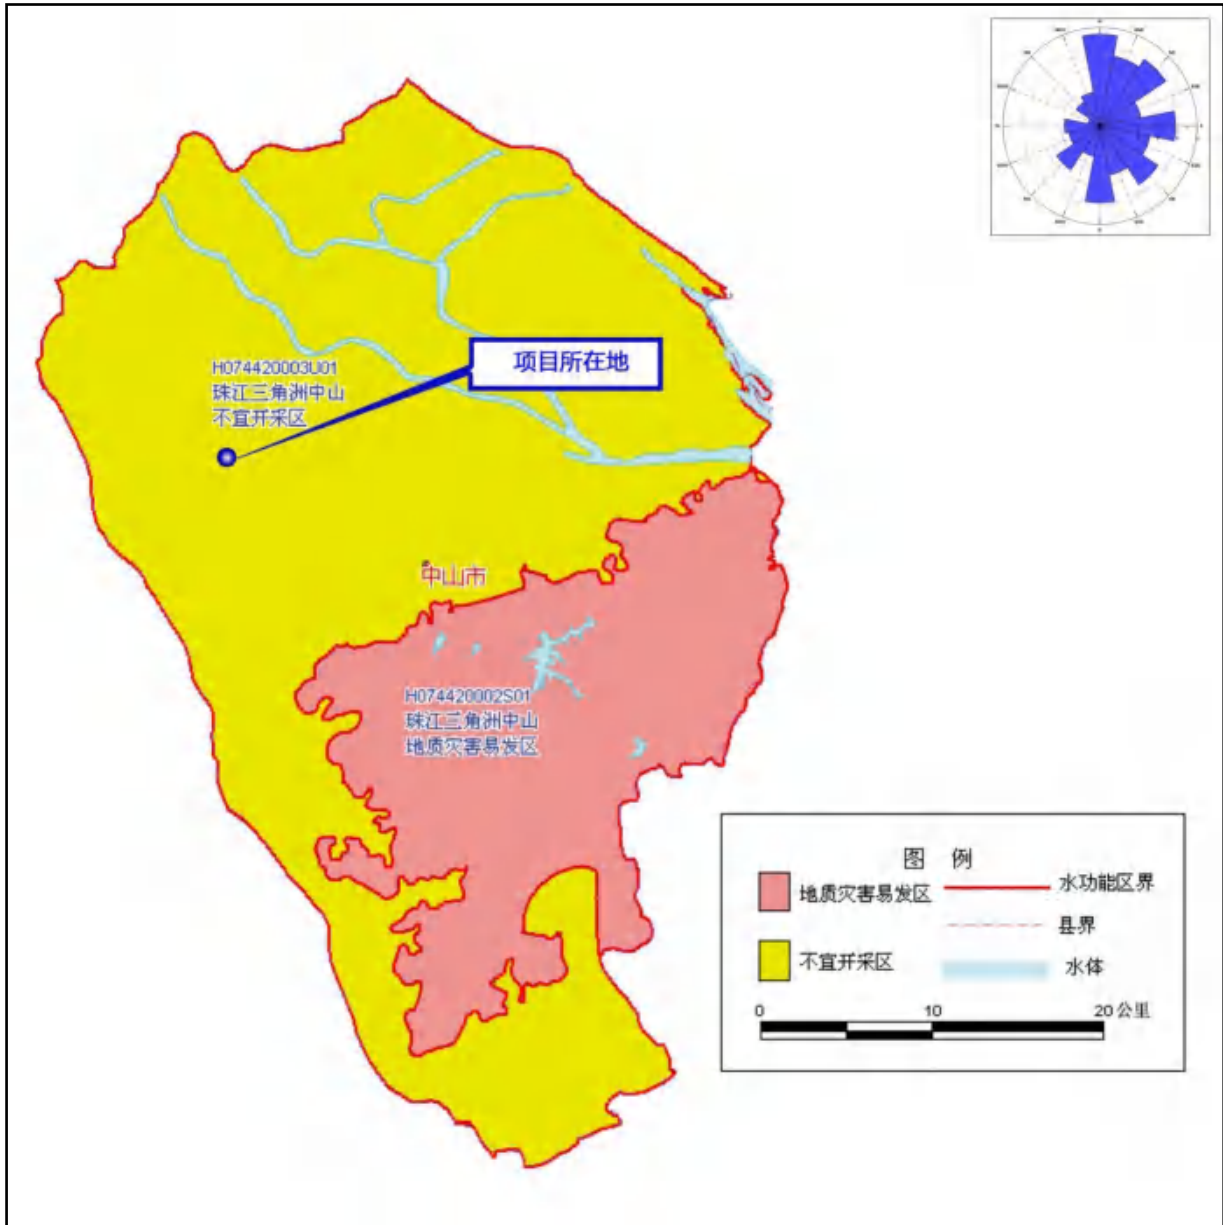 项目所在地
H074420003U01
珠江三角洲中山
不宜开采区
中山市
H074420002S01
珠江三角洲中山
地质灾害易发区
图 例
地质灾害易发区
水功能区界
县界
不宜开采区
水体
0 10 20 公里